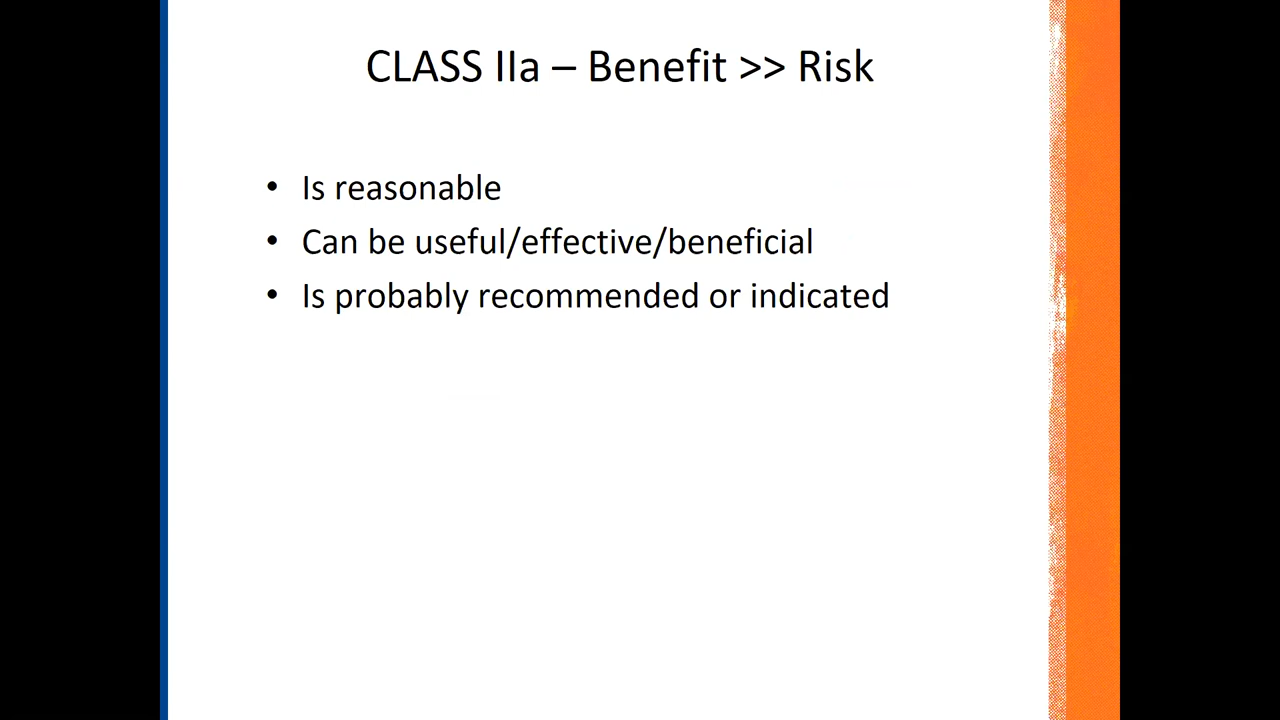 CLASS IIa – Benefit >> Risk
• Is reasonable
• Can be useful/effective/beneficial
• Is probably recommended or indicated